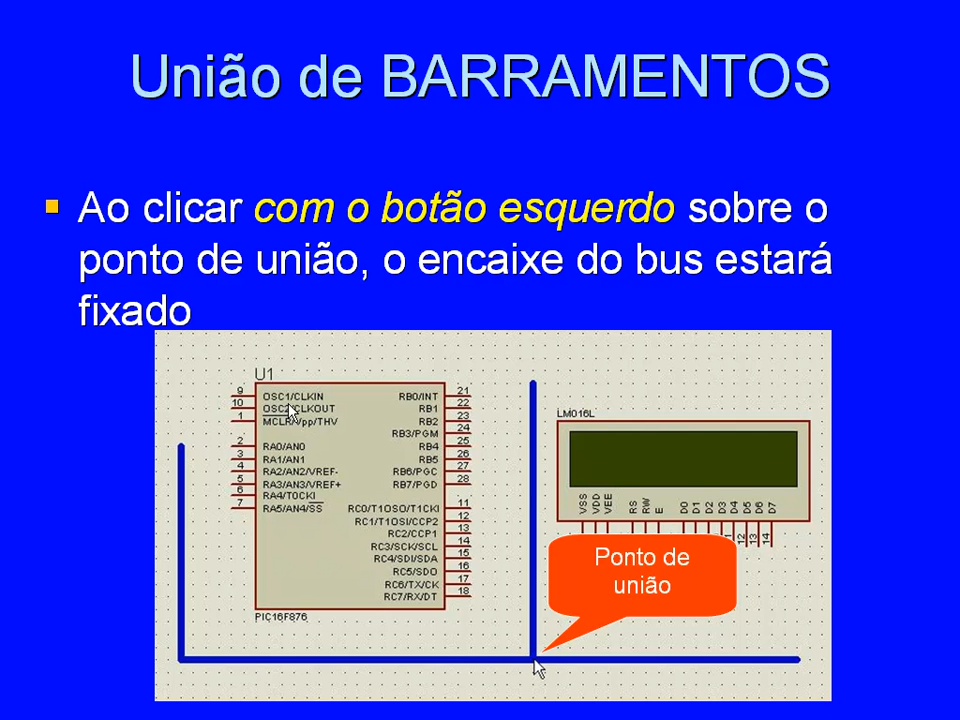 União de BARRAMENTOS
Ao clicar com o botão esquerdo sobre o
ponto de união, o encaixe do bus estará
fixado
U1
9 OSC1/CLKIN RB0/INT 21
10 OSC2/CLKOUT RB1 22
1 MCLR/Vpp/THV RB2 23
RB3/PGM 24
2 RA0/AN0 RB4 25
3 RA1/AN1 RB5 26
4 RA2/AN2/VREF- RB6/PGC 27
5 RA3/AN3/VREF+ RB7/PGD 28
6 RA4/T0CKI
7 RA5/AN4/SS RC0/T1OSO/T1CKI 11
RC1/T1OSI/CCP2 12
RC2/CCP1 13
RC3/SCK/SCL 14
RC4/SDI/SDA 15
RC5/SDO 16
RC6/TX/CK 17
RC7/RX/DT 18
PIC16F876
LM016L
VSS VDD VEE RS RW E D0 D1 D2 D3 D4 D5 D6 D7
12 13 14
Ponto de
união